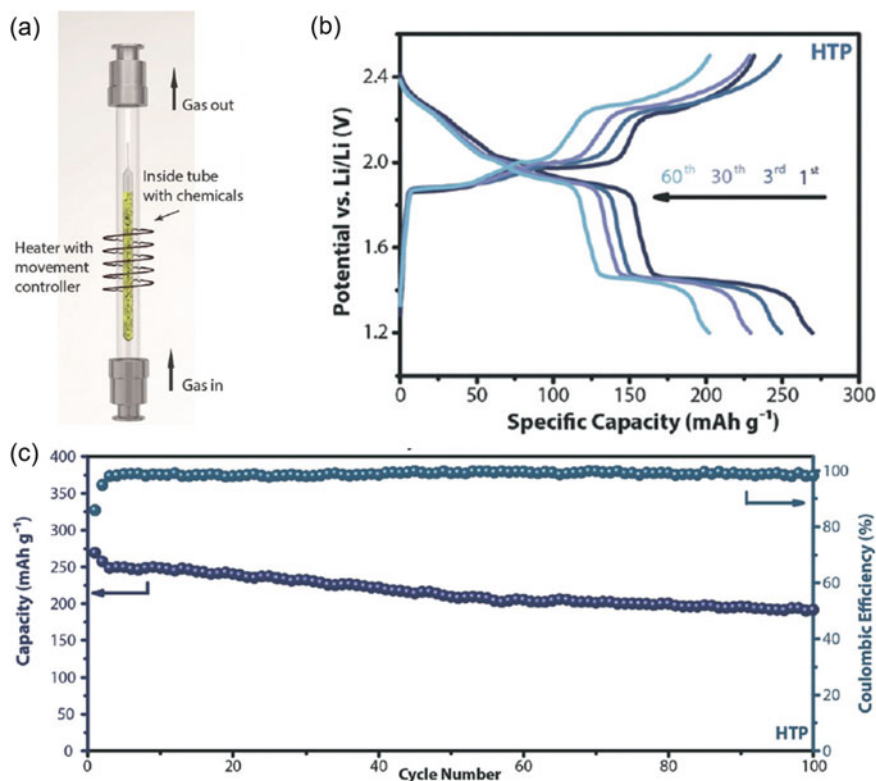 (a)
Gas out
Inside tube
with chemicals
Heater with
movement
controller
Gas in
(b)
HTP
2.4
2.0
1.6
1.2
Potential vs. Li/Li (V)
60th 30th 3rd 1st
0 50 100 150 200 250 300
Specific Capacity (mAh g⁻¹)
(c)
400
350
300
250
200
150
100
50
0
Capacity (mAh g⁻¹)
100
80
60
40
20
0
Coulombic Efficiency (%)
HTP
0 20 40 60 80 100
Cycle Number